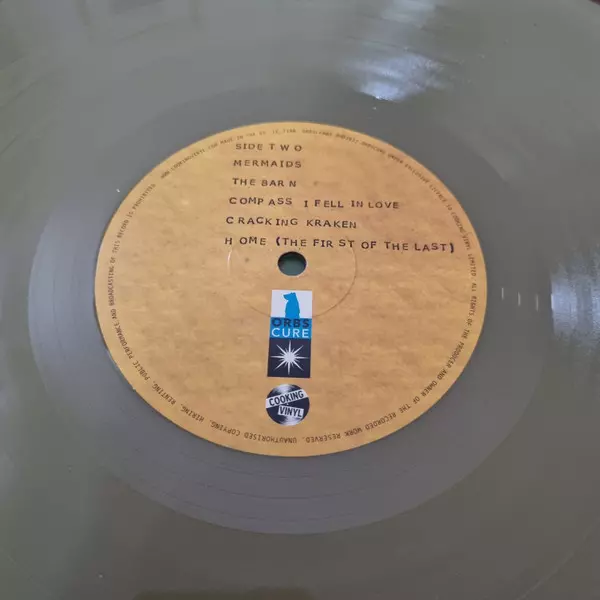 SIDE TWO
MERMAIDS
THE BARN
COMPASS I FELL IN LOVE
CRACKING KRAKEN
HOME (THE FIRST OF THE LAST)
ORBS
CURE
COOKING
VINYL
LIMITED. ALL RIGHTS OF THE PRODUCER AND OWNER OF THE RECORDED WORK RESERVED. UNAUTHORISED COPYING, HIRING, RENTING, PUBLIC PERFORMANCE AND BROADCASTING OF THIS RECORD IS PROHIBITED.